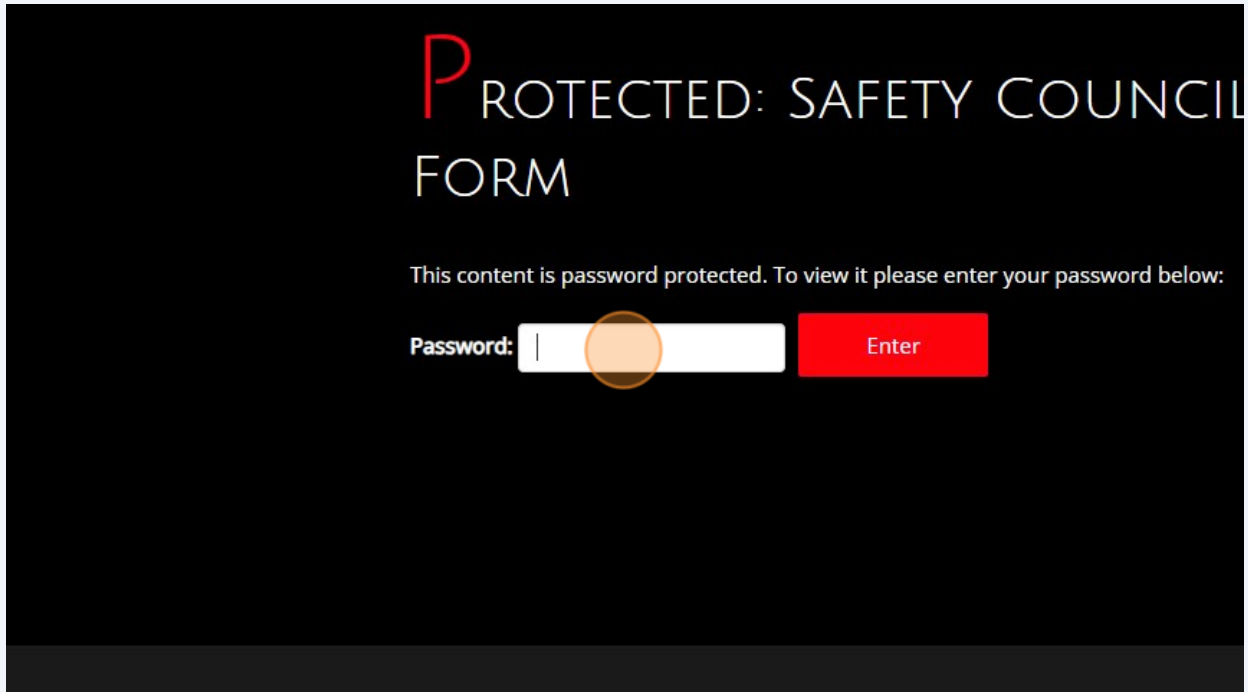 Protected: Safety Council
Form
This content is password protected. To view it please enter your password below:
Password:
Enter